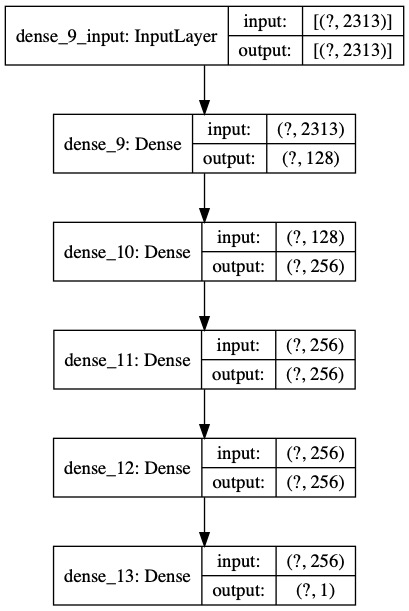 dense_9_input: InputLayer
input: [(?, 2313)]
output: [(?, 2313)]
dense_9: Dense
input: (?, 2313)
output: (?, 128)
dense_10: Dense
input: (?, 128)
output: (?, 256)
dense_11: Dense
input: (?, 256)
output: (?, 256)
dense_12: Dense
input: (?, 256)
output: (?, 256)
dense_13: Dense
input: (?, 256)
output: (?, 1)